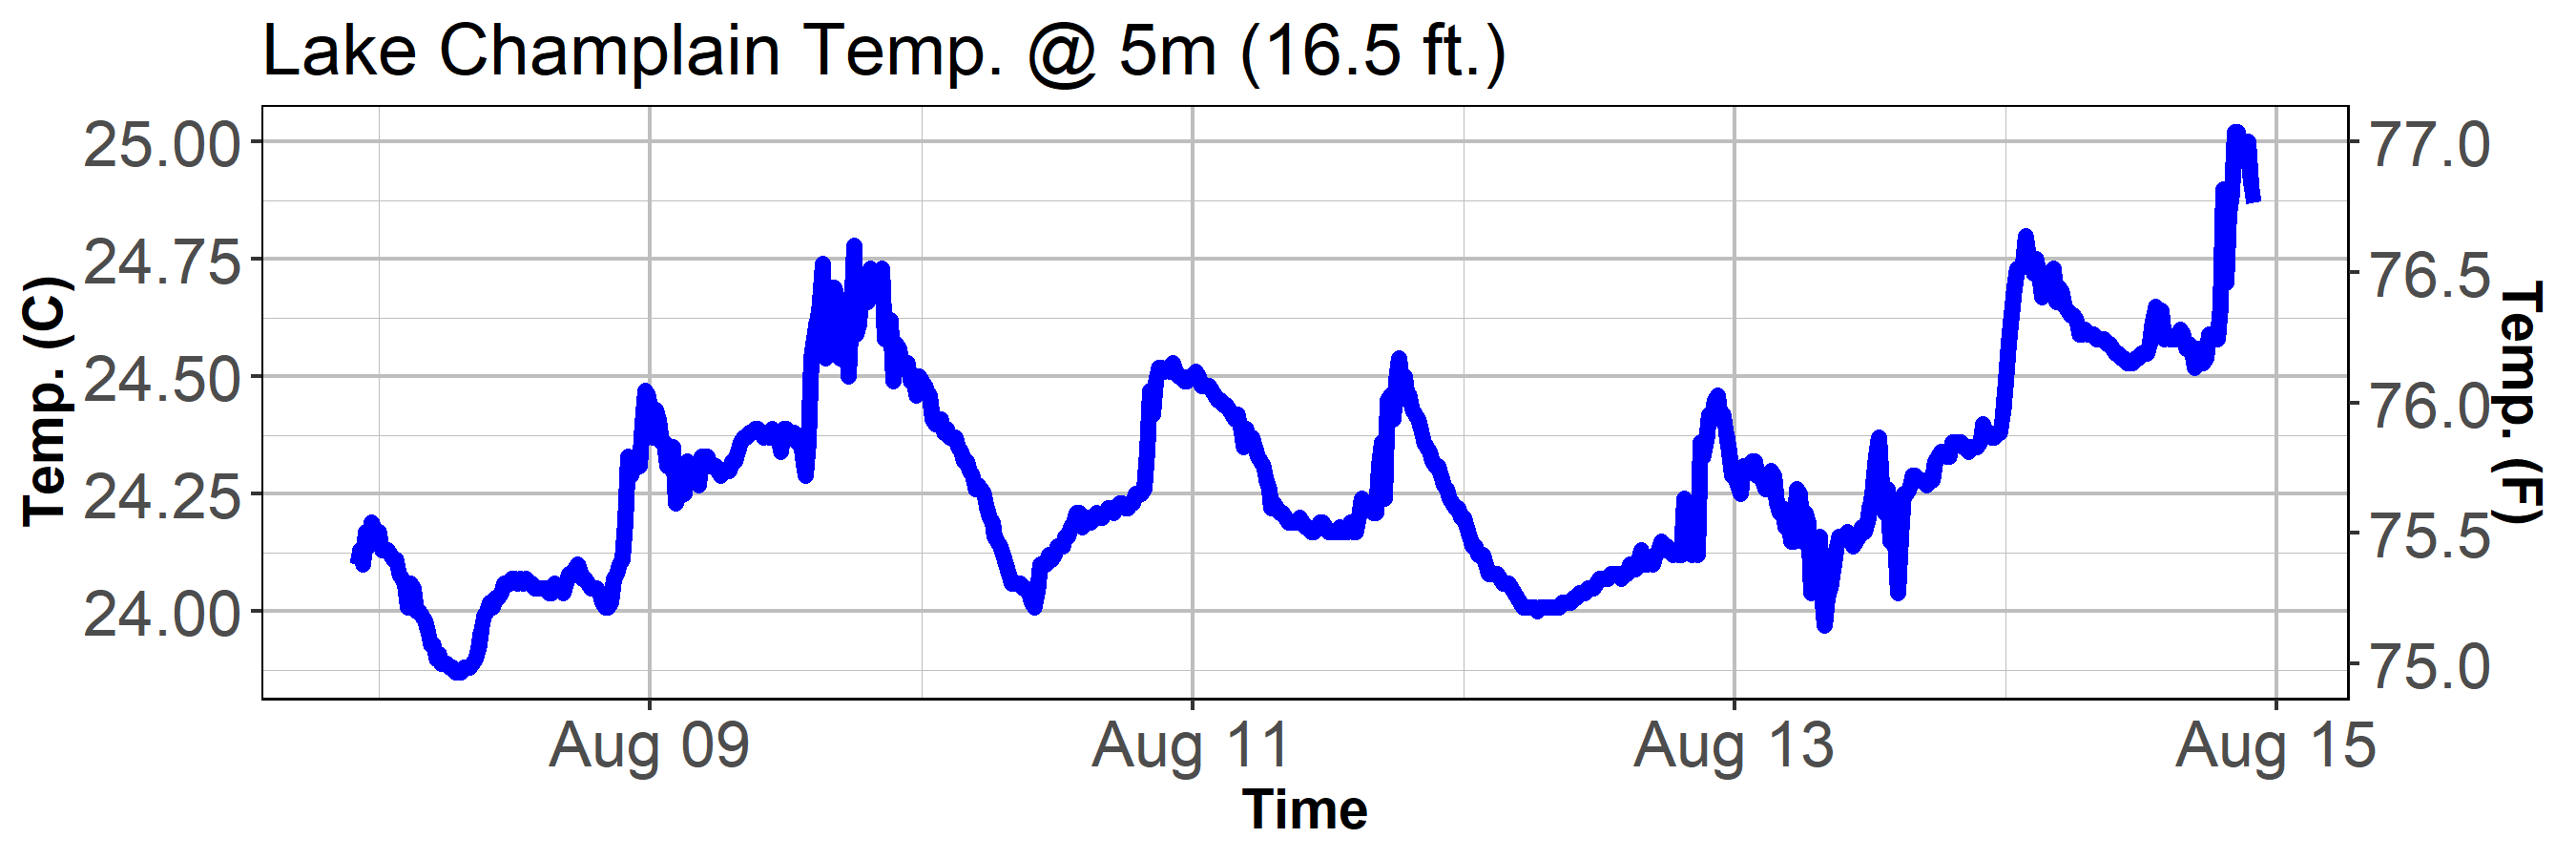 Lake Champlain Temp. @ 5m (16.5 ft.)
Temp. (C)
25.00
24.75
24.50
24.25
24.00
77.0
76.5
76.0
75.5
75.0
Temp. (F)
Aug 09 Aug 11 Aug 13 Aug 15
Time